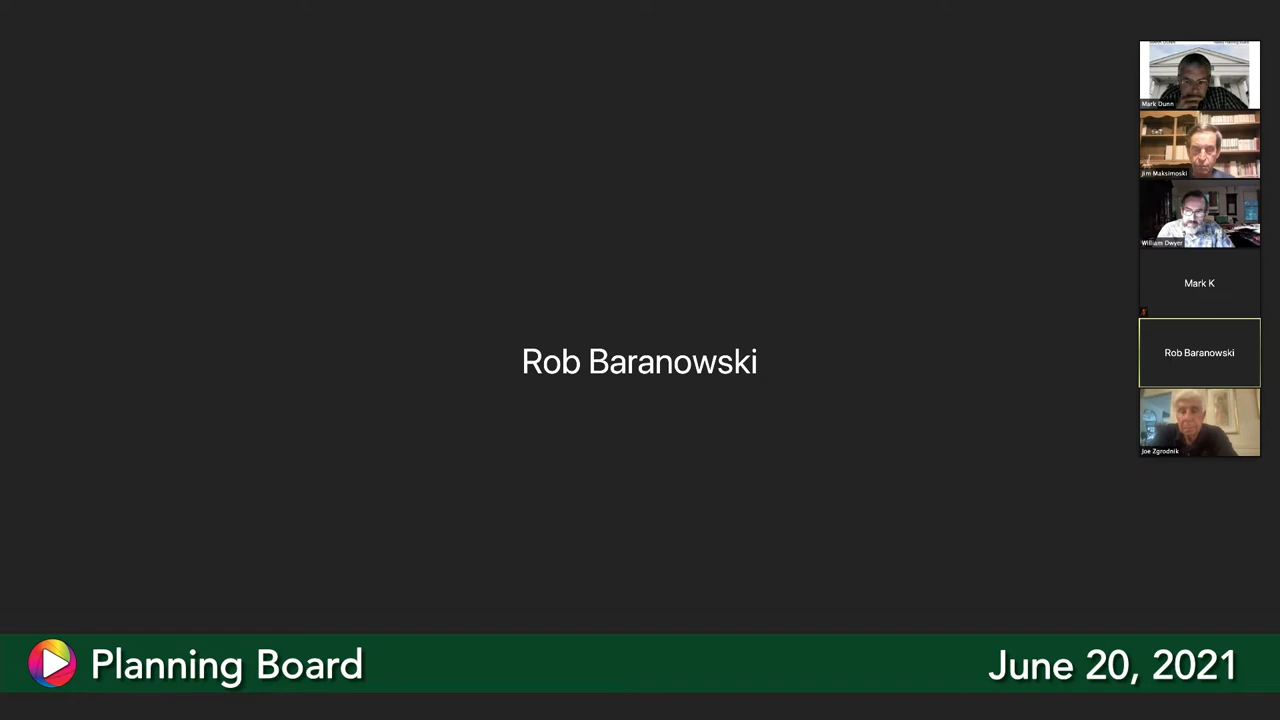 Mark Dunn
Jim Maksimoski
William Dwyer
Mark K
Rob Baranowski
Rob Baranowski
Joe Zgrodnik
Planning Board
June 20, 2021